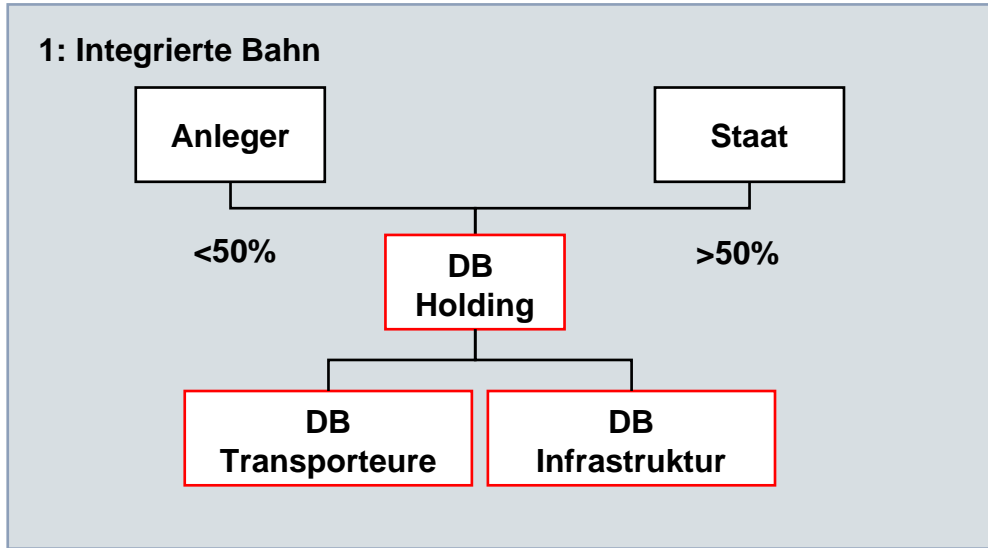 1: Integrierte Bahn
Anleger
Staat
<50%
>50%
DB
Holding
DB
Transporteure
DB
Infrastruktur